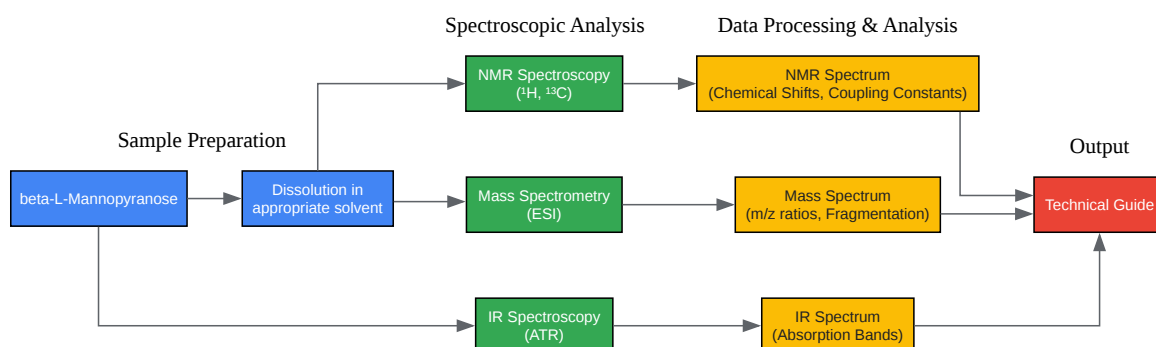 Spectroscopic Analysis
Data Processing & Analysis
NMR Spectroscopy
(¹H, ¹³C)
NMR Spectrum
(Chemical Shifts, Coupling Constants)
Sample Preparation
Output
beta-L-Mannopyranose
Dissolution in
appropriate solvent
Mass Spectrometry
(ESI)
Mass Spectrum
(m/z ratios, Fragmentation)
Technical Guide
IR Spectroscopy
(ATR)
IR Spectrum
(Absorption Bands)